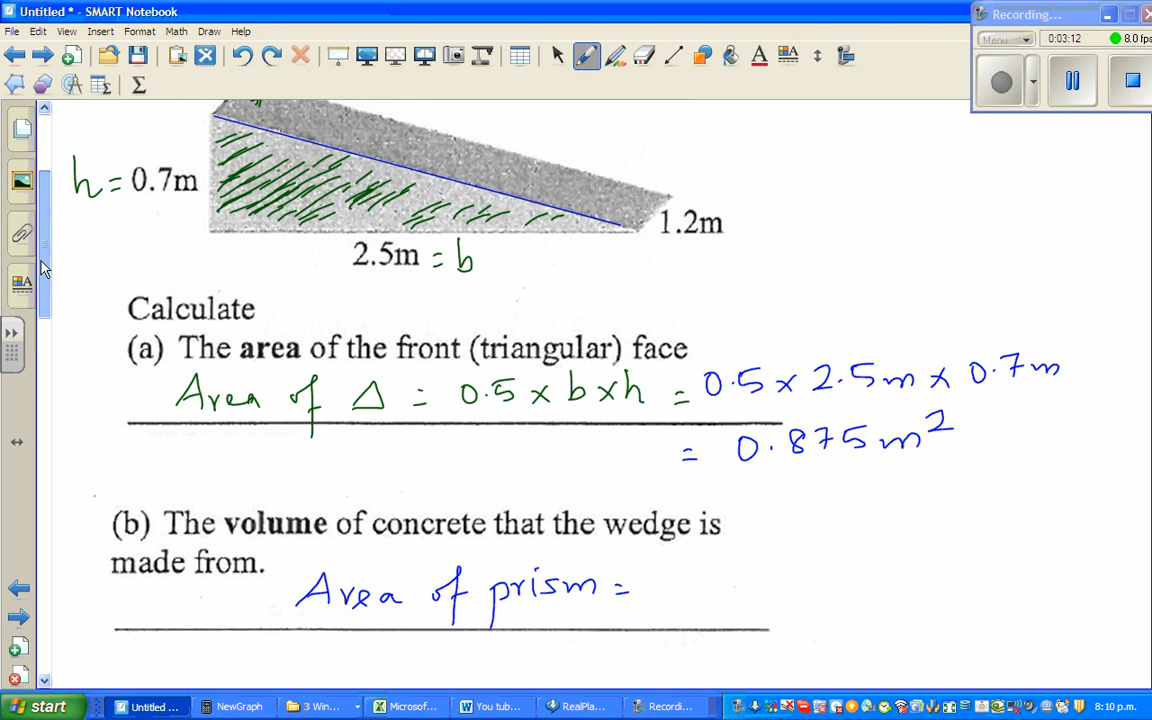 Untitled * - SMART Notebook
File Edit View Insert Format Math Draw Help
Recording...
Menu 0:03:12 8.0 fps
h = 0.7m
1.2m
2.5m = b
Calculate
(a) The area of the front (triangular) face
Area of Δ = 0.5 × b × h = 0.5 × 2.5m × 0.7m
= 0.875 m²
(b) The volume of concrete that the wedge is
made from.
Area of prism =
start Untitled ... NewGraph 3 Win... Microsof... You tub... RealPla... Recordi... 8:10 p.m.